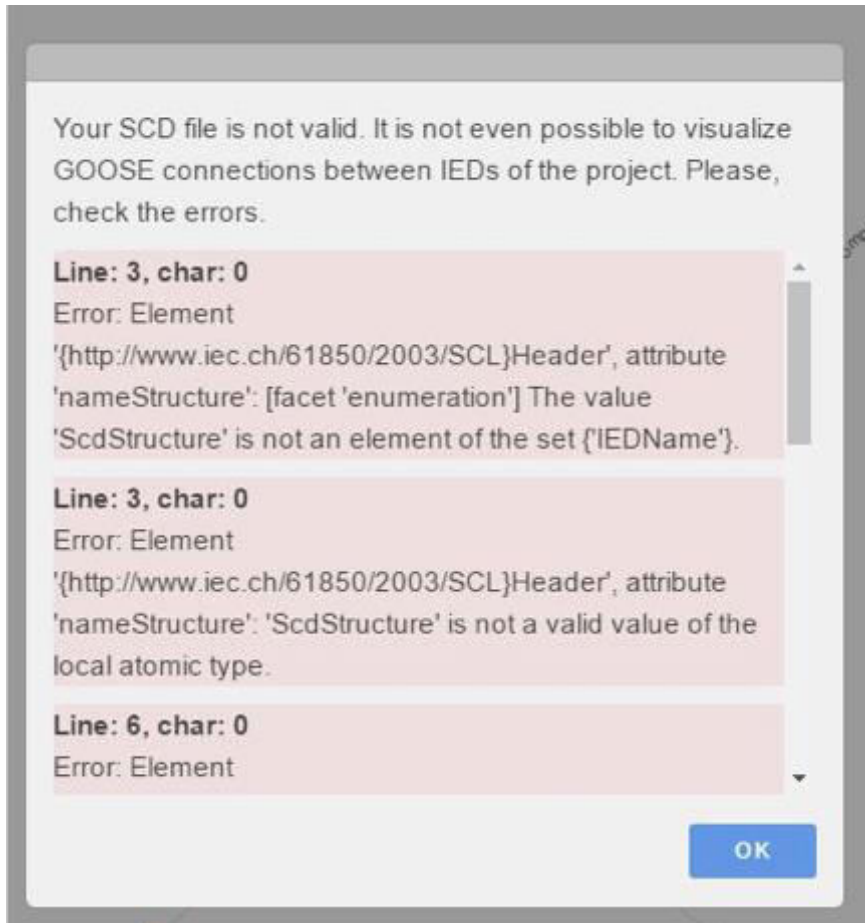 Your SCD file is not valid. It is not even possible to visualize
GOOSE connections between IEDs of the project. Please,
check the errors.
Line: 3, char: 0
Error: Element
'{http://www.iec.ch/61850/2003/SCL}Header', attribute
'nameStructure': [facet 'enumeration'] The value
'ScdStructure' is not an element of the set {'IEDName'}.
Line: 3, char: 0
Error: Element
'{http://www.iec.ch/61850/2003/SCL}Header', attribute
'nameStructure': 'ScdStructure' is not a valid value of the
local atomic type.
Line: 6, char: 0
Error: Element
OK